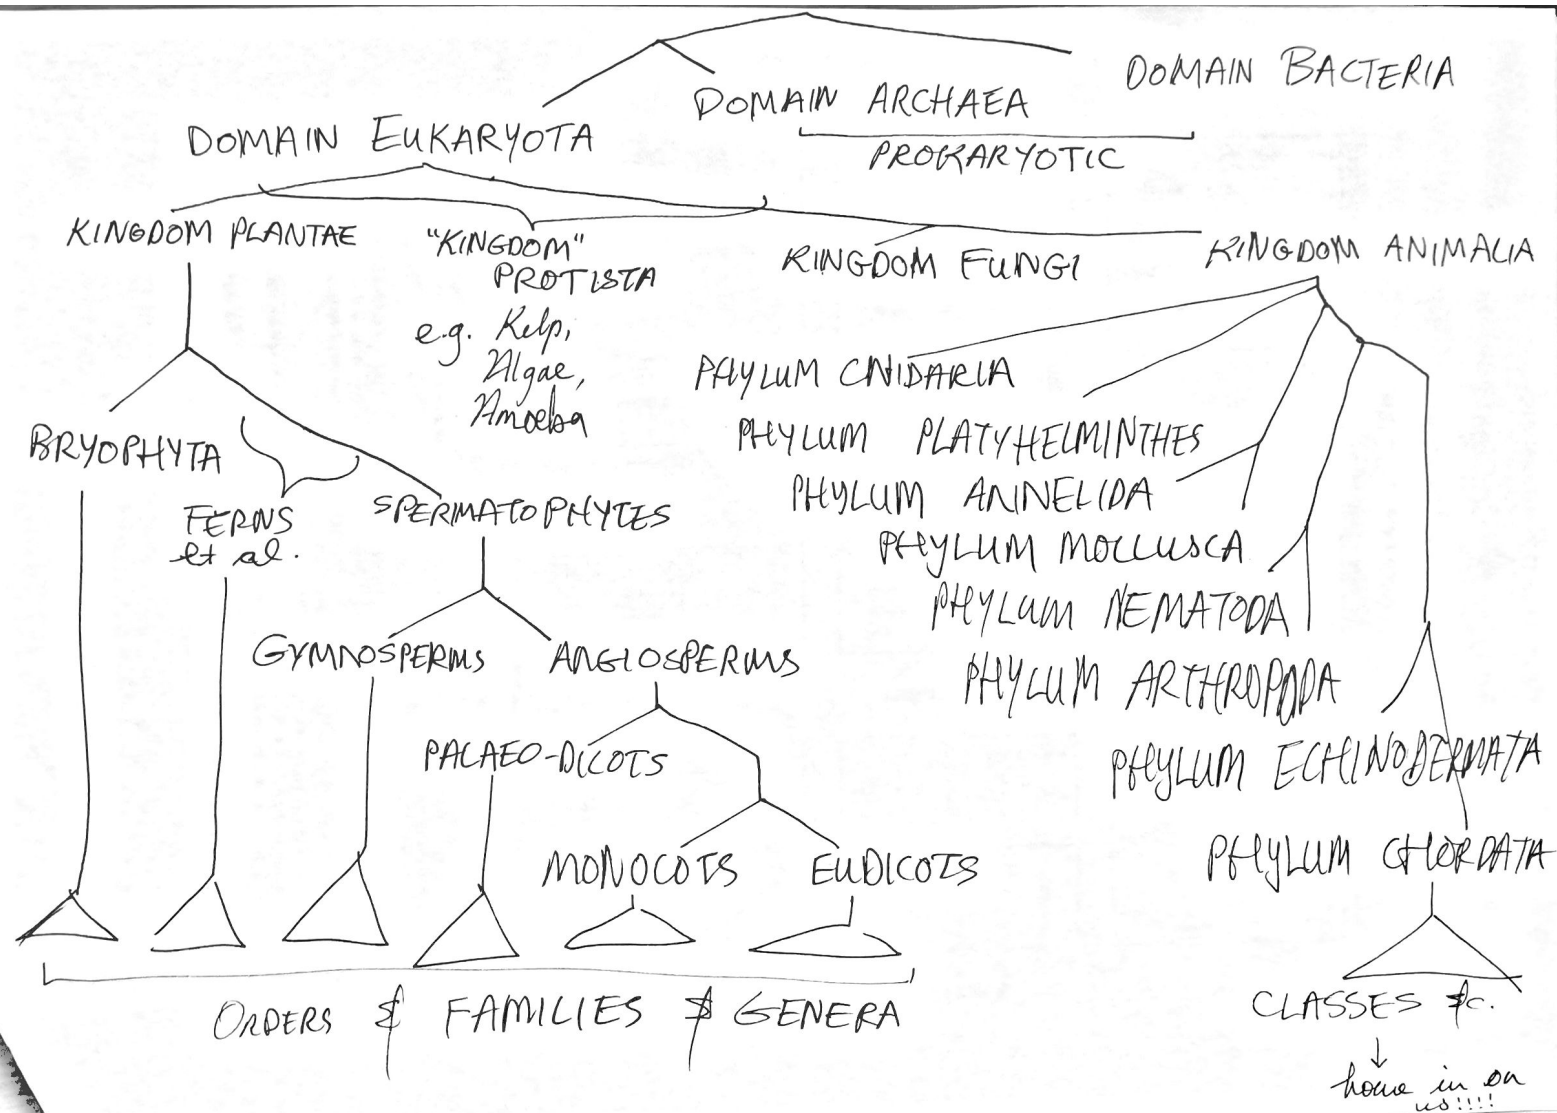 DOMAIN BACTERIA
DOMAIN ARCHAEA
DOMAIN EUKARYOTA
PROKARYOTIC
KINGDOM PLANTAE
"KINGDOM"
PROTISTA
e.g. Kelp,
Algae,
Amoeba
KINGDOM FUNGI
KINGDOM ANIMALIA
PHYLUM CNIDARIA
PHYLUM PLATYHELMINTHES
PHYLUM ANNELIDA
PHYLUM MOLLUSCA
PHYLUM NEMATODA
PHYLUM ARTHROPODA
PHYLUM ECHINODERMATA
PHYLUM CHORDATA
CLASSES &c.
home in on
us!!!!
BRYOPHYTA
FERNS
et al.
SPERMATOPHYTES
GYMNOSPERMS
ANGIOSPERMS
PALAEO-DICOTS
MONOCOTS
EUDICOTS
ORDERS & FAMILIES & GENERA